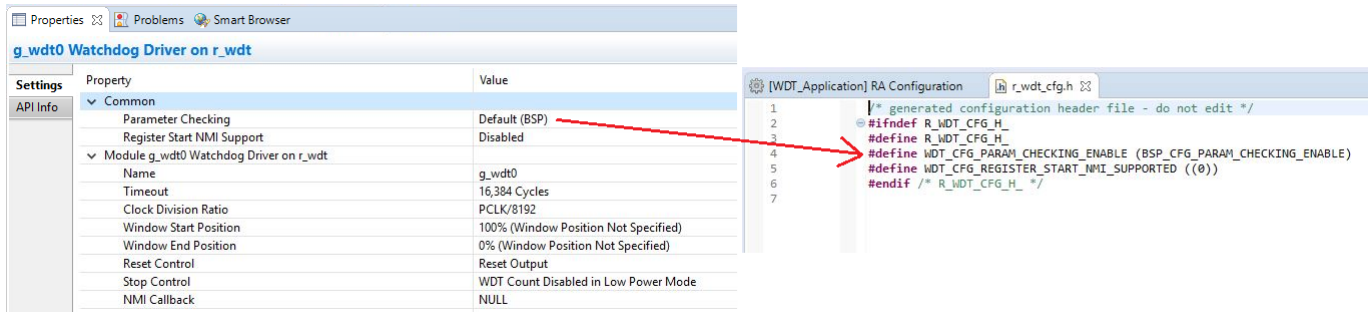 Properties Problems Smart Browser
g_wdt0 Watchdog Driver on r_wdt
Settings
API Info
Property Value
Common
Parameter Checking Default (BSP)
Register Start NMI Support Disabled
Module g_wdt0 Watchdog Driver on r_wdt
Name g_wdt0
Timeout 16,384 Cycles
Clock Division Ratio PCLK/8192
Window Start Position 100% (Window Position Not Specified)
Window End Position 0% (Window Position Not Specified)
Reset Control Reset Output
Stop Control WDT Count Disabled in Low Power Mode
NMI Callback NULL
[WDT_Application] RA Configuration r_wdt_cfg.h
1 /* generated configuration header file - do not edit */
2 #ifndef R_WDT_CFG_H_
3 #define R_WDT_CFG_H_
4 #define WDT_CFG_PARAM_CHECKING_ENABLE (BSP_CFG_PARAM_CHECKING_ENABLE)
5 #define WDT_CFG_REGISTER_START_NMI_SUPPORTED ((0))
6 #endif /* R_WDT_CFG_H_ */
7